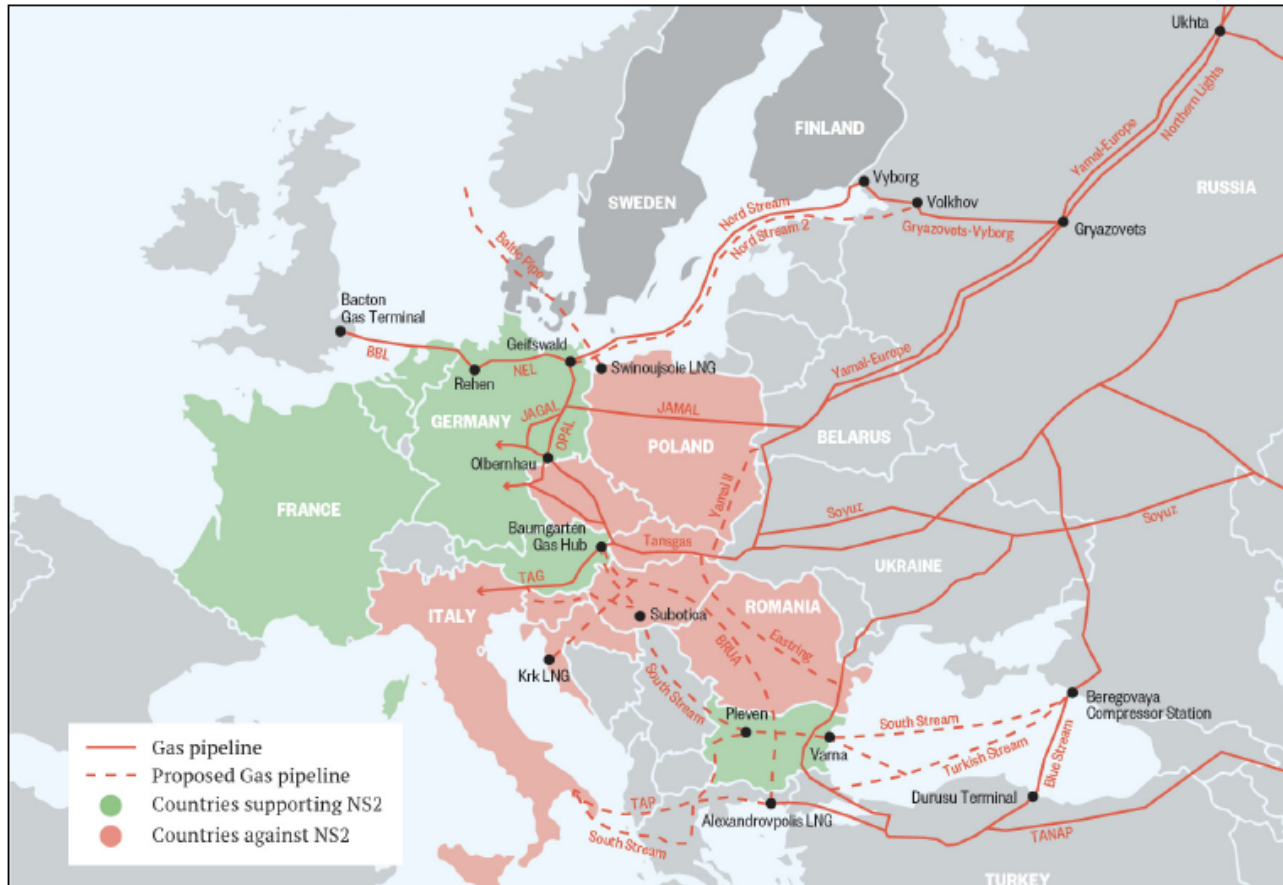 Ukhta
Yamal-Europe
Northern Lights
FINLAND
RUSSIA
SWEDEN
Vyborg
Volkhov
Nord Stream
Nord Stream 2
Gryazovets-Vyborg
Gryazovets
Baltic Pipe
Bacton
Gas Terminal
BBL
Geifswald
Rehen
NEL
Swinoujscie LNG
Yamal-Europe
JAGAL
JAMAL
GERMANY
OPAL
POLAND
BELARUS
Olbernhau
Yamal II
FRANCE
Soyuz
Soyuz
Baumgarten
Gas Hub
Tansgas
UKRAINE
TAG
ITALY
Subotica
ROMANIA
Eastring
BRUA
Krk LNG
South Stream
Pleven
Varna
South Stream
Turkish Stream
Beregovaya
Compressor Station
Blue Stream
Durusu Terminal
TAP
Alexandrovpolis LNG
South Stream
TANAP
TURKEY
Gas pipeline
Proposed Gas pipeline
Countries supporting NS2
Countries against NS2